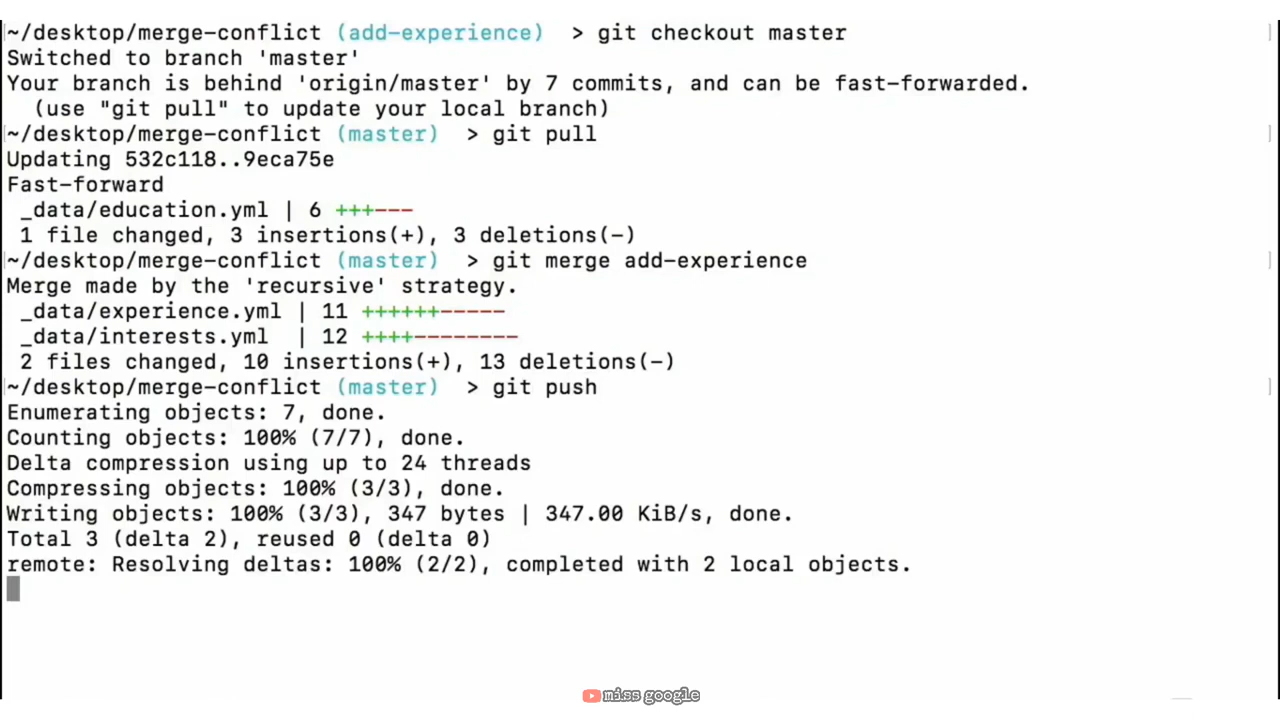 ~/desktop/merge-conflict (add-experience)  > git checkout master
Switched to branch 'master'
Your branch is behind 'origin/master' by 7 commits, and can be fast-forwarded.
  (use "git pull" to update your local branch)
~/desktop/merge-conflict (master)  > git pull
Updating 532c118..9eca75e
Fast-forward
 _data/education.yml | 6 +++---
 1 file changed, 3 insertions(+), 3 deletions(-)
~/desktop/merge-conflict (master)  > git merge add-experience
Merge made by the 'recursive' strategy.
 _data/experience.yml | 11 ++++++-----
 _data/interests.yml  | 12 ++++--------
 2 files changed, 10 insertions(+), 13 deletions(-)
~/desktop/merge-conflict (master)  > git push
Enumerating objects: 7, done.
Counting objects: 100% (7/7), done.
Delta compression using up to 24 threads
Compressing objects: 100% (3/3), done.
Writing objects: 100% (3/3), 347 bytes | 347.00 KiB/s, done.
Total 3 (delta 2), reused 0 (delta 0)
remote: Resolving deltas: 100% (2/2), completed with 2 local objects.
miss google